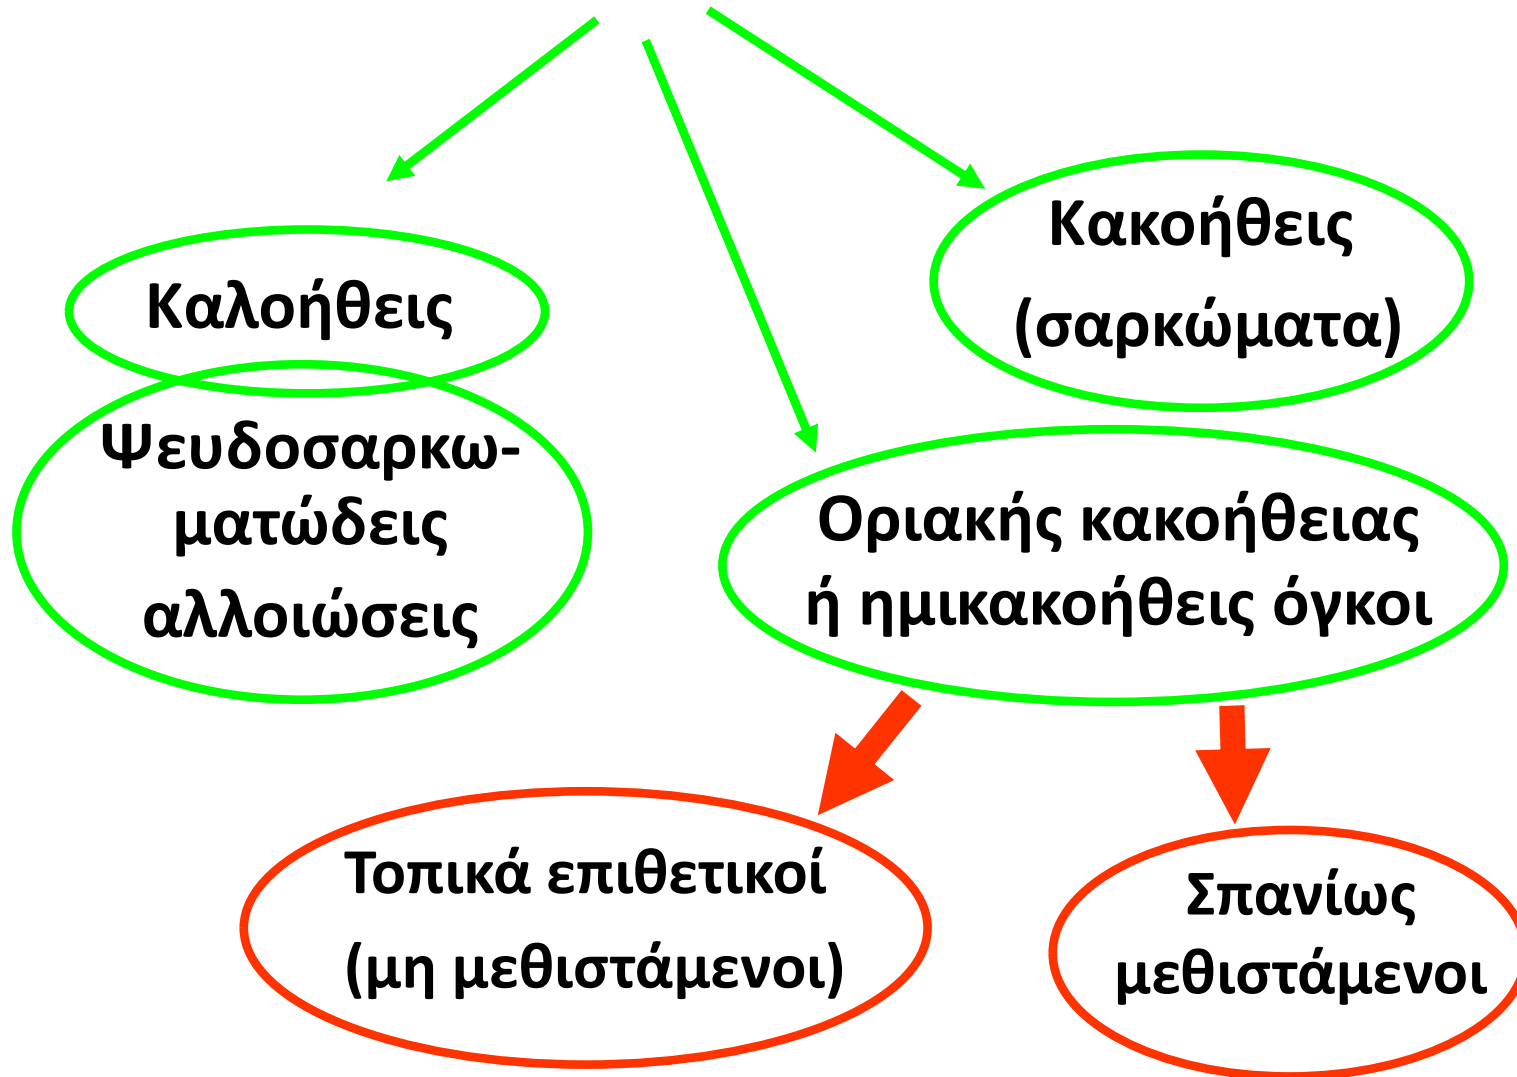 Καλοήθεις
Ψευδοσαρκω-
ματώδεις
αλλοιώσεις
Κακοήθεις
(σαρκώματα)
Οριακής κακοήθειας
ή ημικακοήθεις όγκοι
Τοπικά επιθετικοί
(μη μεθιστάμενοι)
Σπανίως
μεθιστάμενοι